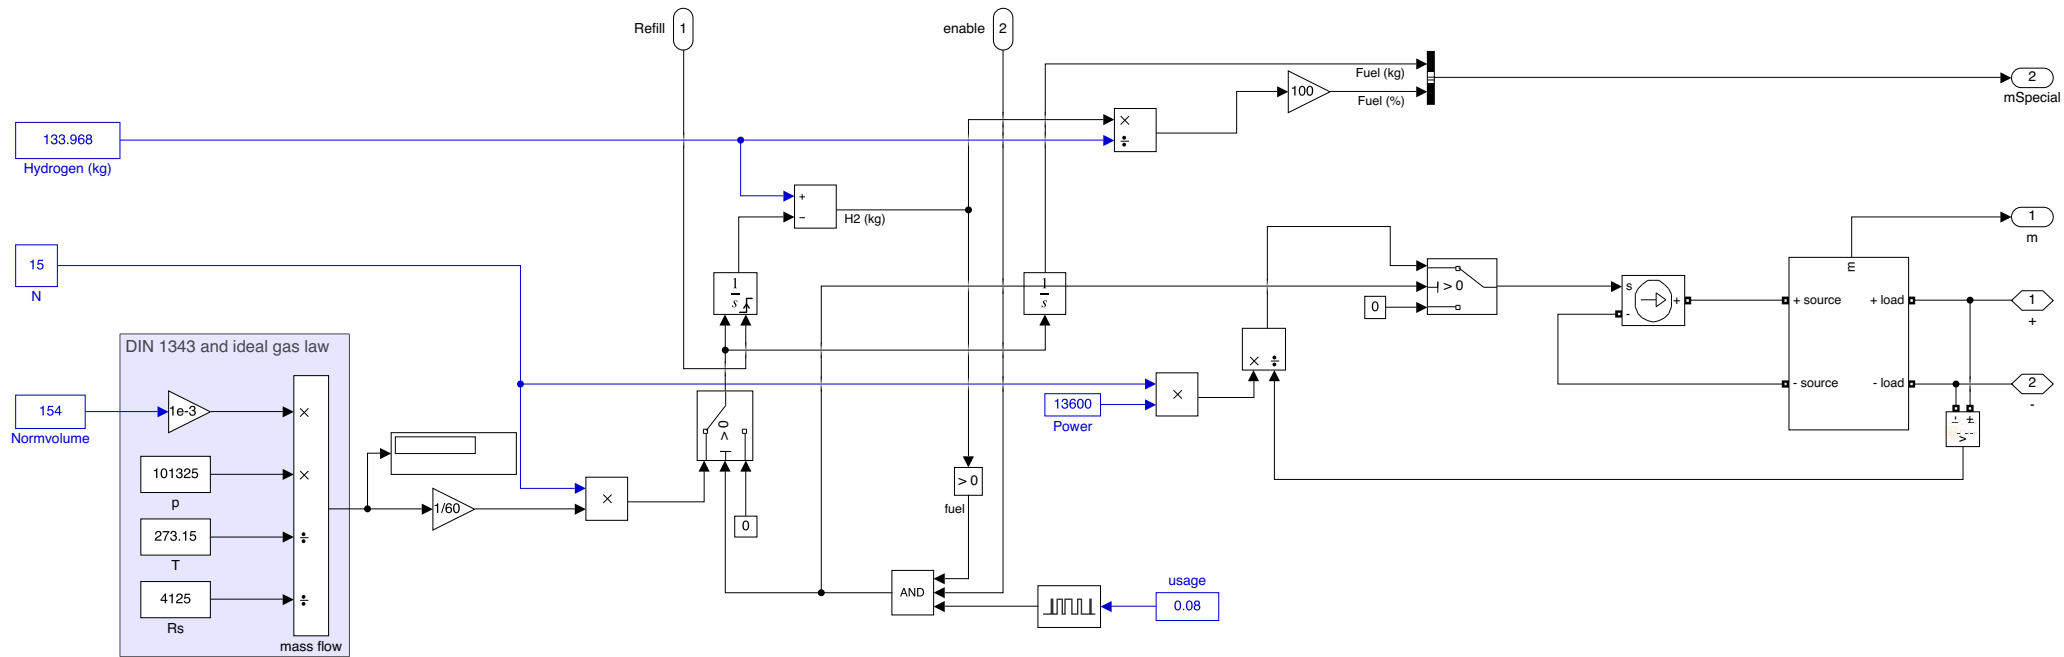 Refill
1
enable
2
Fuel (kg)
Fuel (%)
100
2
mSpecial
133.968
Hydrogen (kg)
×
÷
+
−
H2 (kg)
1
m
15
N
1
s
1
s
> 0
0
s
+
-
m
+ source
+ load
- source
- load
1
+
2
-
DIN 1343 and ideal gas law
154
Normvolume
1e-3
×
101325
p
×
273.15
T
÷
4125
Rs
÷
mass flow
1/60
×
> 0
0
13600
Power
×
×
÷
-
+
v
> 0
fuel
AND
usage
0.08